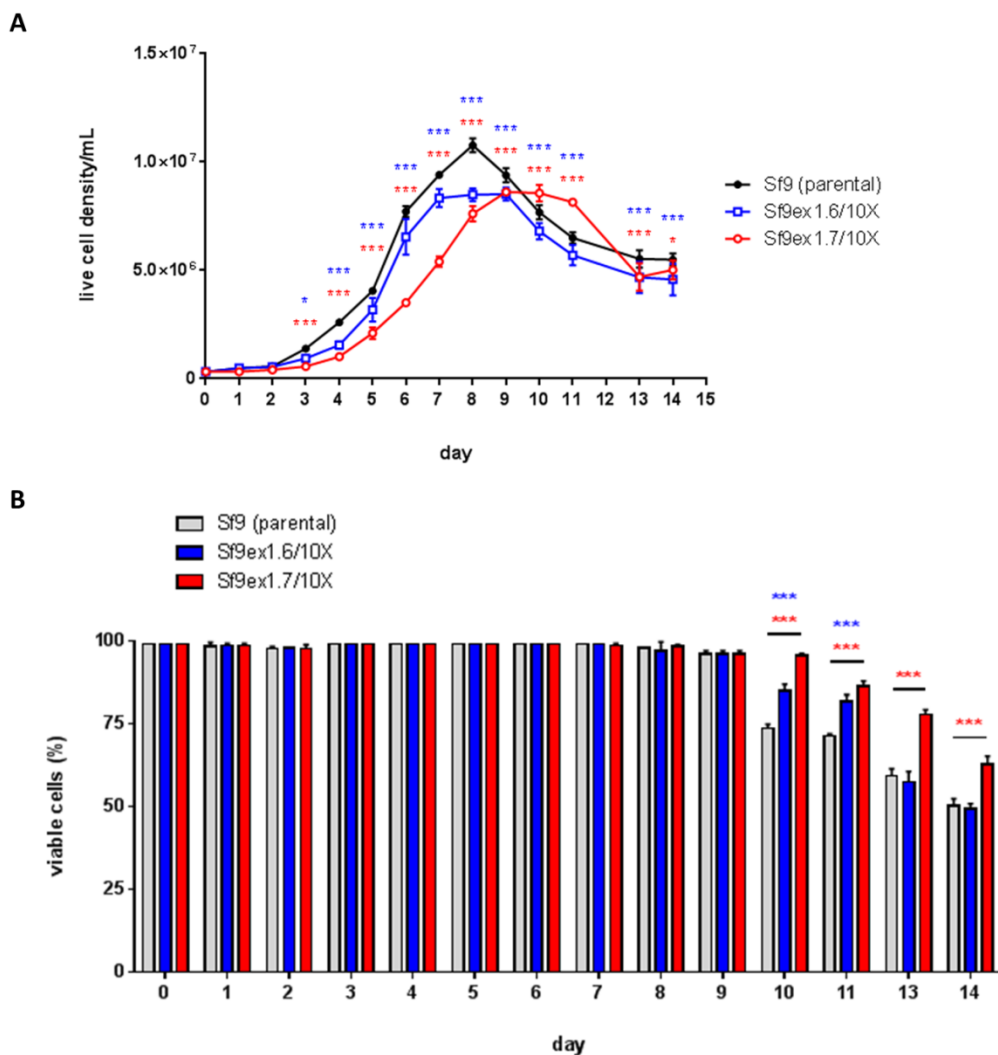 A
live cell density/mL
1.5×10⁷
1.0×10⁷
5.0×10⁶
0
*** *** *** *** *** *** *** *** *** ***
* *** *** *** *** *** *** *** *** *** *** *
***
0 1 2 3 4 5 6 7 8 9 10 11 12 13 14 15
day
Sf9 (parental)
Sf9ex1.6/10X
Sf9ex1.7/10X
B
Sf9 (parental)
Sf9ex1.6/10X
Sf9ex1.7/10X
viable cells (%)
100
75
50
25
0
*** ***
*** *** *** ***
0 1 2 3 4 5 6 7 8 9 10 11 13 14
day